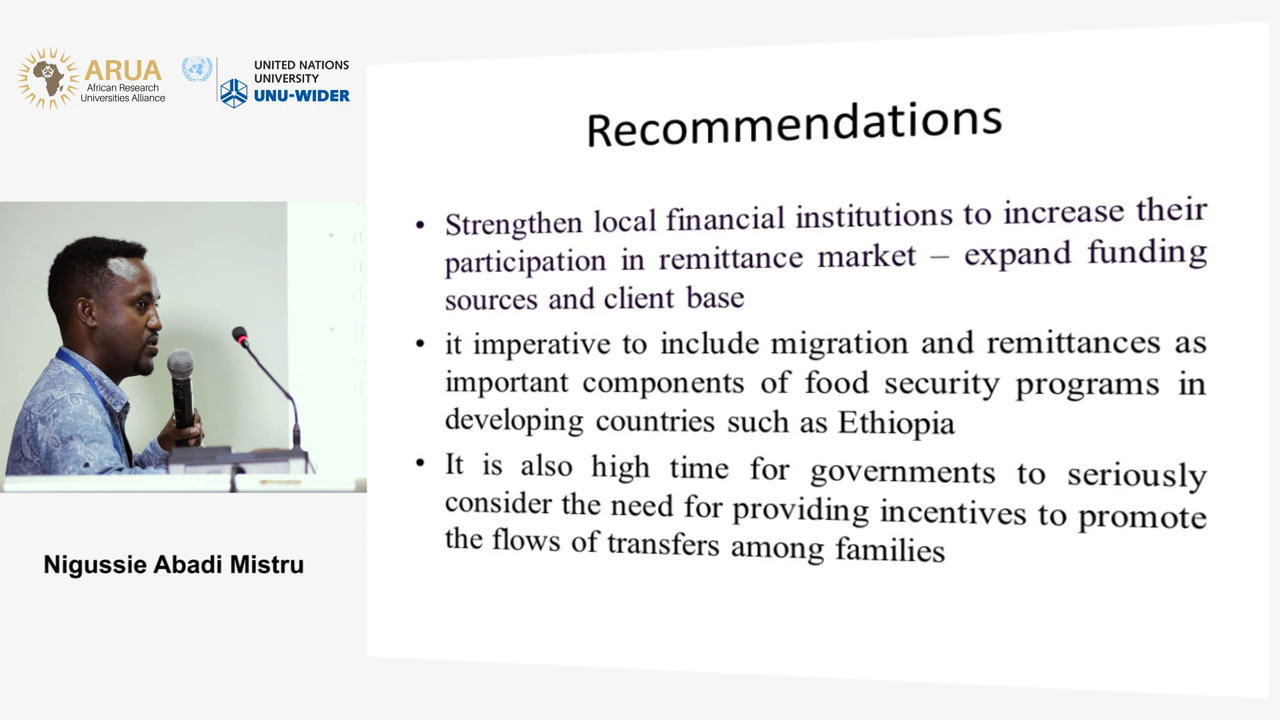 ARUA
African Research
Universities Alliance
UNITED NATIONS
UNIVERSITY
UNU-WIDER
Recommendations
• Strengthen local financial institutions to increase their
participation in remittance market – expand funding
sources and client base
• it imperative to include migration and remittances as
important components of food security programs in
developing countries such as Ethiopia
• It is also high time for governments to seriously
consider the need for providing incentives to promote
the flows of transfers among families
Nigussie Abadi Mistru